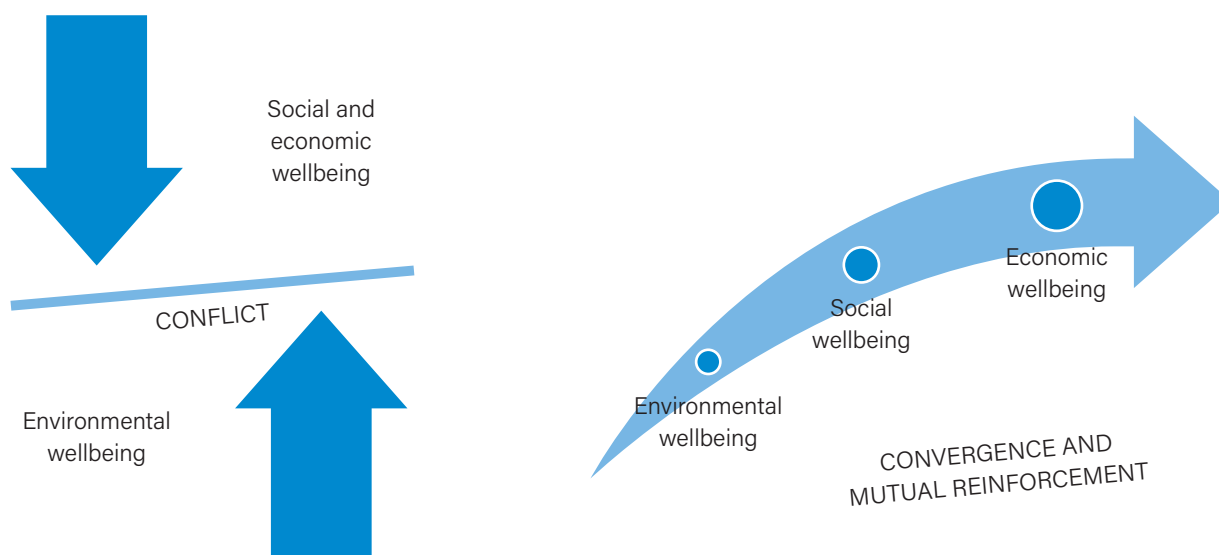 Social and
economic
wellbeing
CONFLICT
Environmental
wellbeing
Economic
wellbeing
Social
wellbeing
Environmental
wellbeing
CONVERGENCE AND
MUTUAL REINFORCEMENT